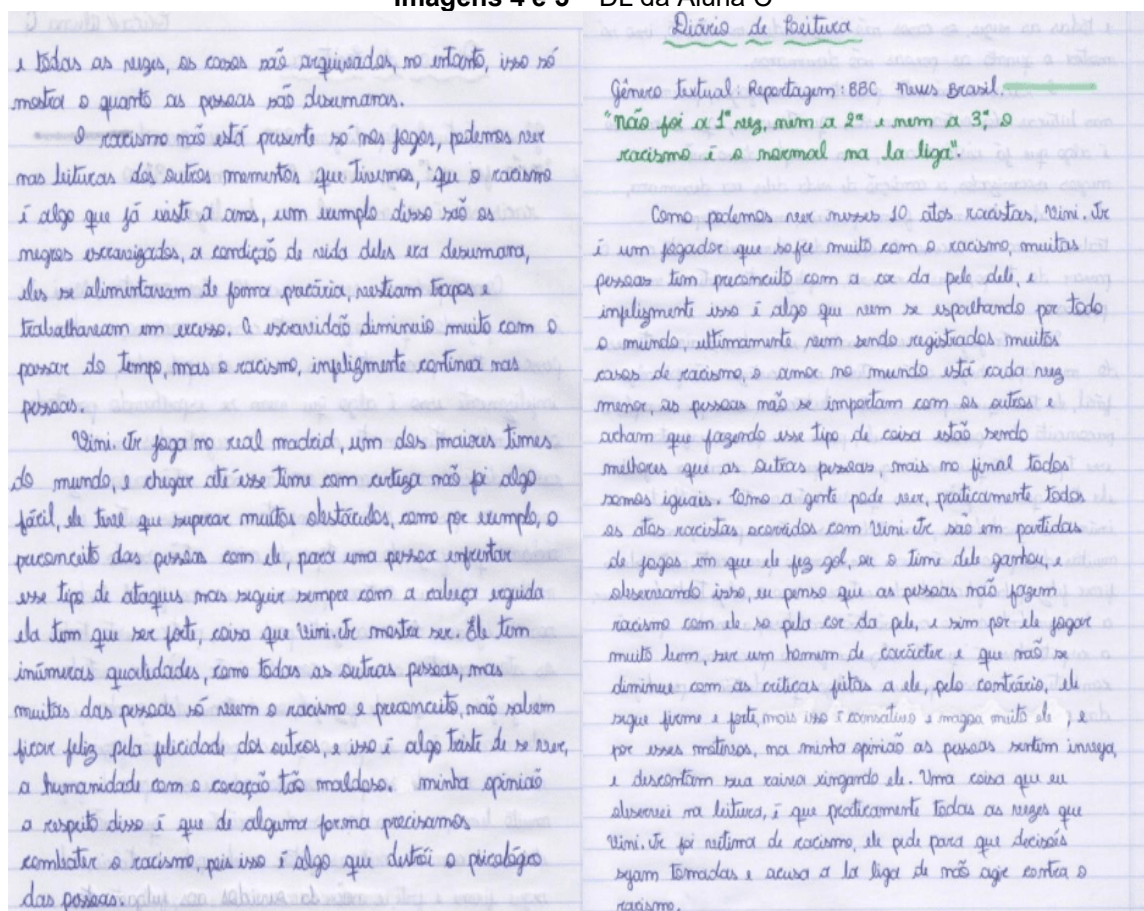 Imagens 4 e 5 – DL da Aluna
Diário de Leitura
Gênero textual: Reportagem: BBC News Brasil.
"não foi a 1ª vez, nem a 2ª e nem a 3ª, o
racismo é o normal na la liga".
Como podemos ver nesses 10 atos racistas, Vini. Jr
é um jogador que sofre muito com o racismo, muitas
pessoas tem preconceito com a cor da pele dele, e
infelizmente isso é algo que vem se espalhando por todo
o mundo, ultimamente vem sendo registrados muitos
casos de racismo, o amor no mundo está cada vez
menor, as pessoas não se importam com os outros e
acham que fazendo esse tipo de coisa estão sendo
melhores que as outras pessoas, mais no final todos
somos iguais. Como a gente pode ver, praticamente todos
os atos racistas ocorridos com Vini. Jr são em partidas
de jogos em que ele fez gol, ou o time dele ganhou, e
observando isso, eu penso que as pessoas não fazem
racismo com ele so pela cor da pele, e sim por ele jogar
muito bem, ser um homem de carácter e que não se
diminue com as críticas feitas a ele, pelo contrário, ele
segue firme e forte, mais isso é cansativo e magoa muito ele ; e
por esses motivos, na minha opinião as pessoas sentem inveja,
e descontam sua raiva xingando ele. Uma coisa que eu
observei na leitura, é que praticamente todas as vezes que
Vini. Jr foi vítima de racismo, ele pede para que decisões
sejam tomadas e acusa a la liga de não agir contra o
racismo.
e todas as vezes, os casos são arquivados, no entanto, isso só
mostra o quanto as pessoas são desumanas.
O racismo não está presente só nos jogos, podemos ver
nas leituras dos outros momentos que tivemos, que o racismo
é algo que já existe a anos, um exemplo disso são os
negros escravizados, a condição de vida deles era desumana,
eles se alimentavam de forma precária, vestiam trapos e
trabalhavam em excesso. A escravidão diminuio muito com o
passar do tempo, mas o racismo, infelizmente continua nas
pessoas.
Vini. Jr joga no real madrid, um dos maiores times
do mundo, e chegar até esse time com certeza não foi algo
fácil, ele teve que superar muitos obstáculos, como por exemplo, o
preconceito das pessoas com ele, para uma pessoa enfrentar
esse tipo de ataques mas seguir sempre com a cabeça erguida
ela tem que ser forte, coisa que Vini. Jr mostra ser. Ele tem
inúmeras qualidades, como todas as outras pessoas, mas
muitas das pessoas só veem o racismo e preconceito, não sabem
ficar feliz pela felicidade dos outros, e isso é algo triste de se ver,
a humanidade com o coração tão maldoso. minha opinião
a respeito disso é que de alguma forma precisamos
combater o racismo, pois isso é algo que destrói o psicológico
das pessoas.